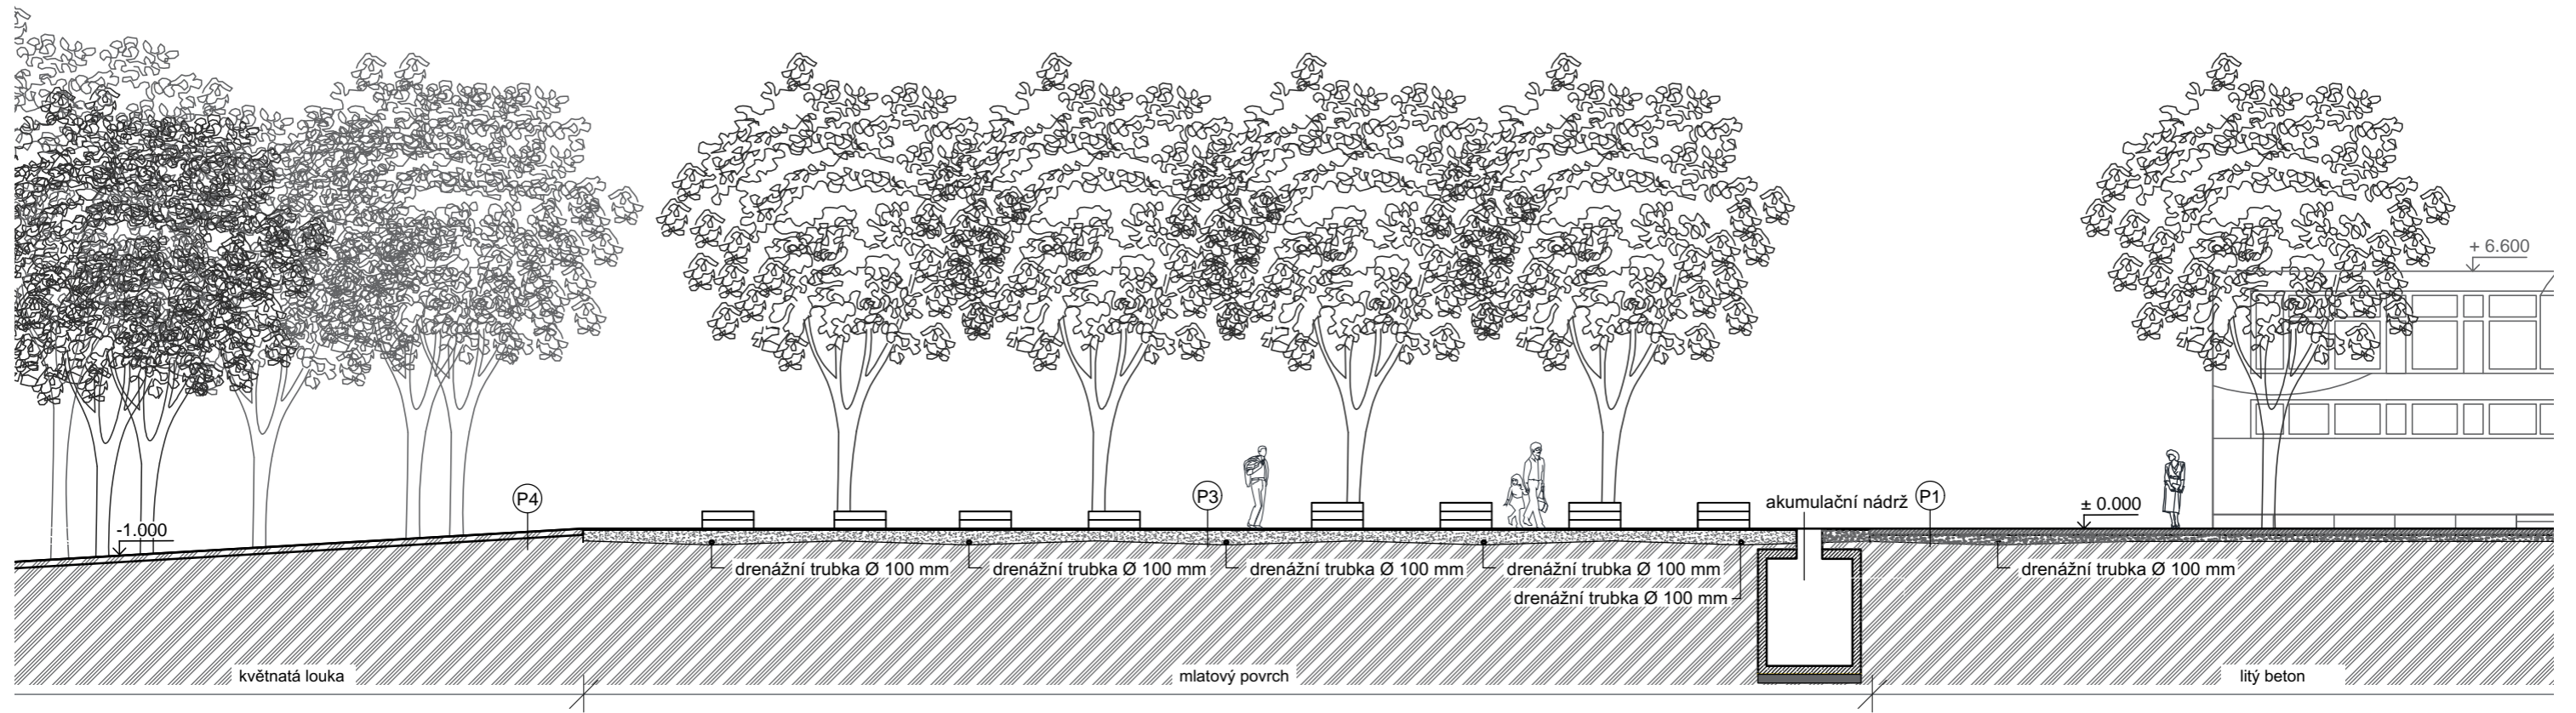 + 6.600
P4
P3
akumulační nádrž
P1
± 0.000
-1.000
drenážní trubka Ø 100 mm
drenážní trubka Ø 100 mm
drenážní trubka Ø 100 mm
drenážní trubka Ø 100 mm
drenážní trubka Ø 100 mm
drenážní trubka Ø 100 mm
květnatá louka
mlatový povrch
litý beton